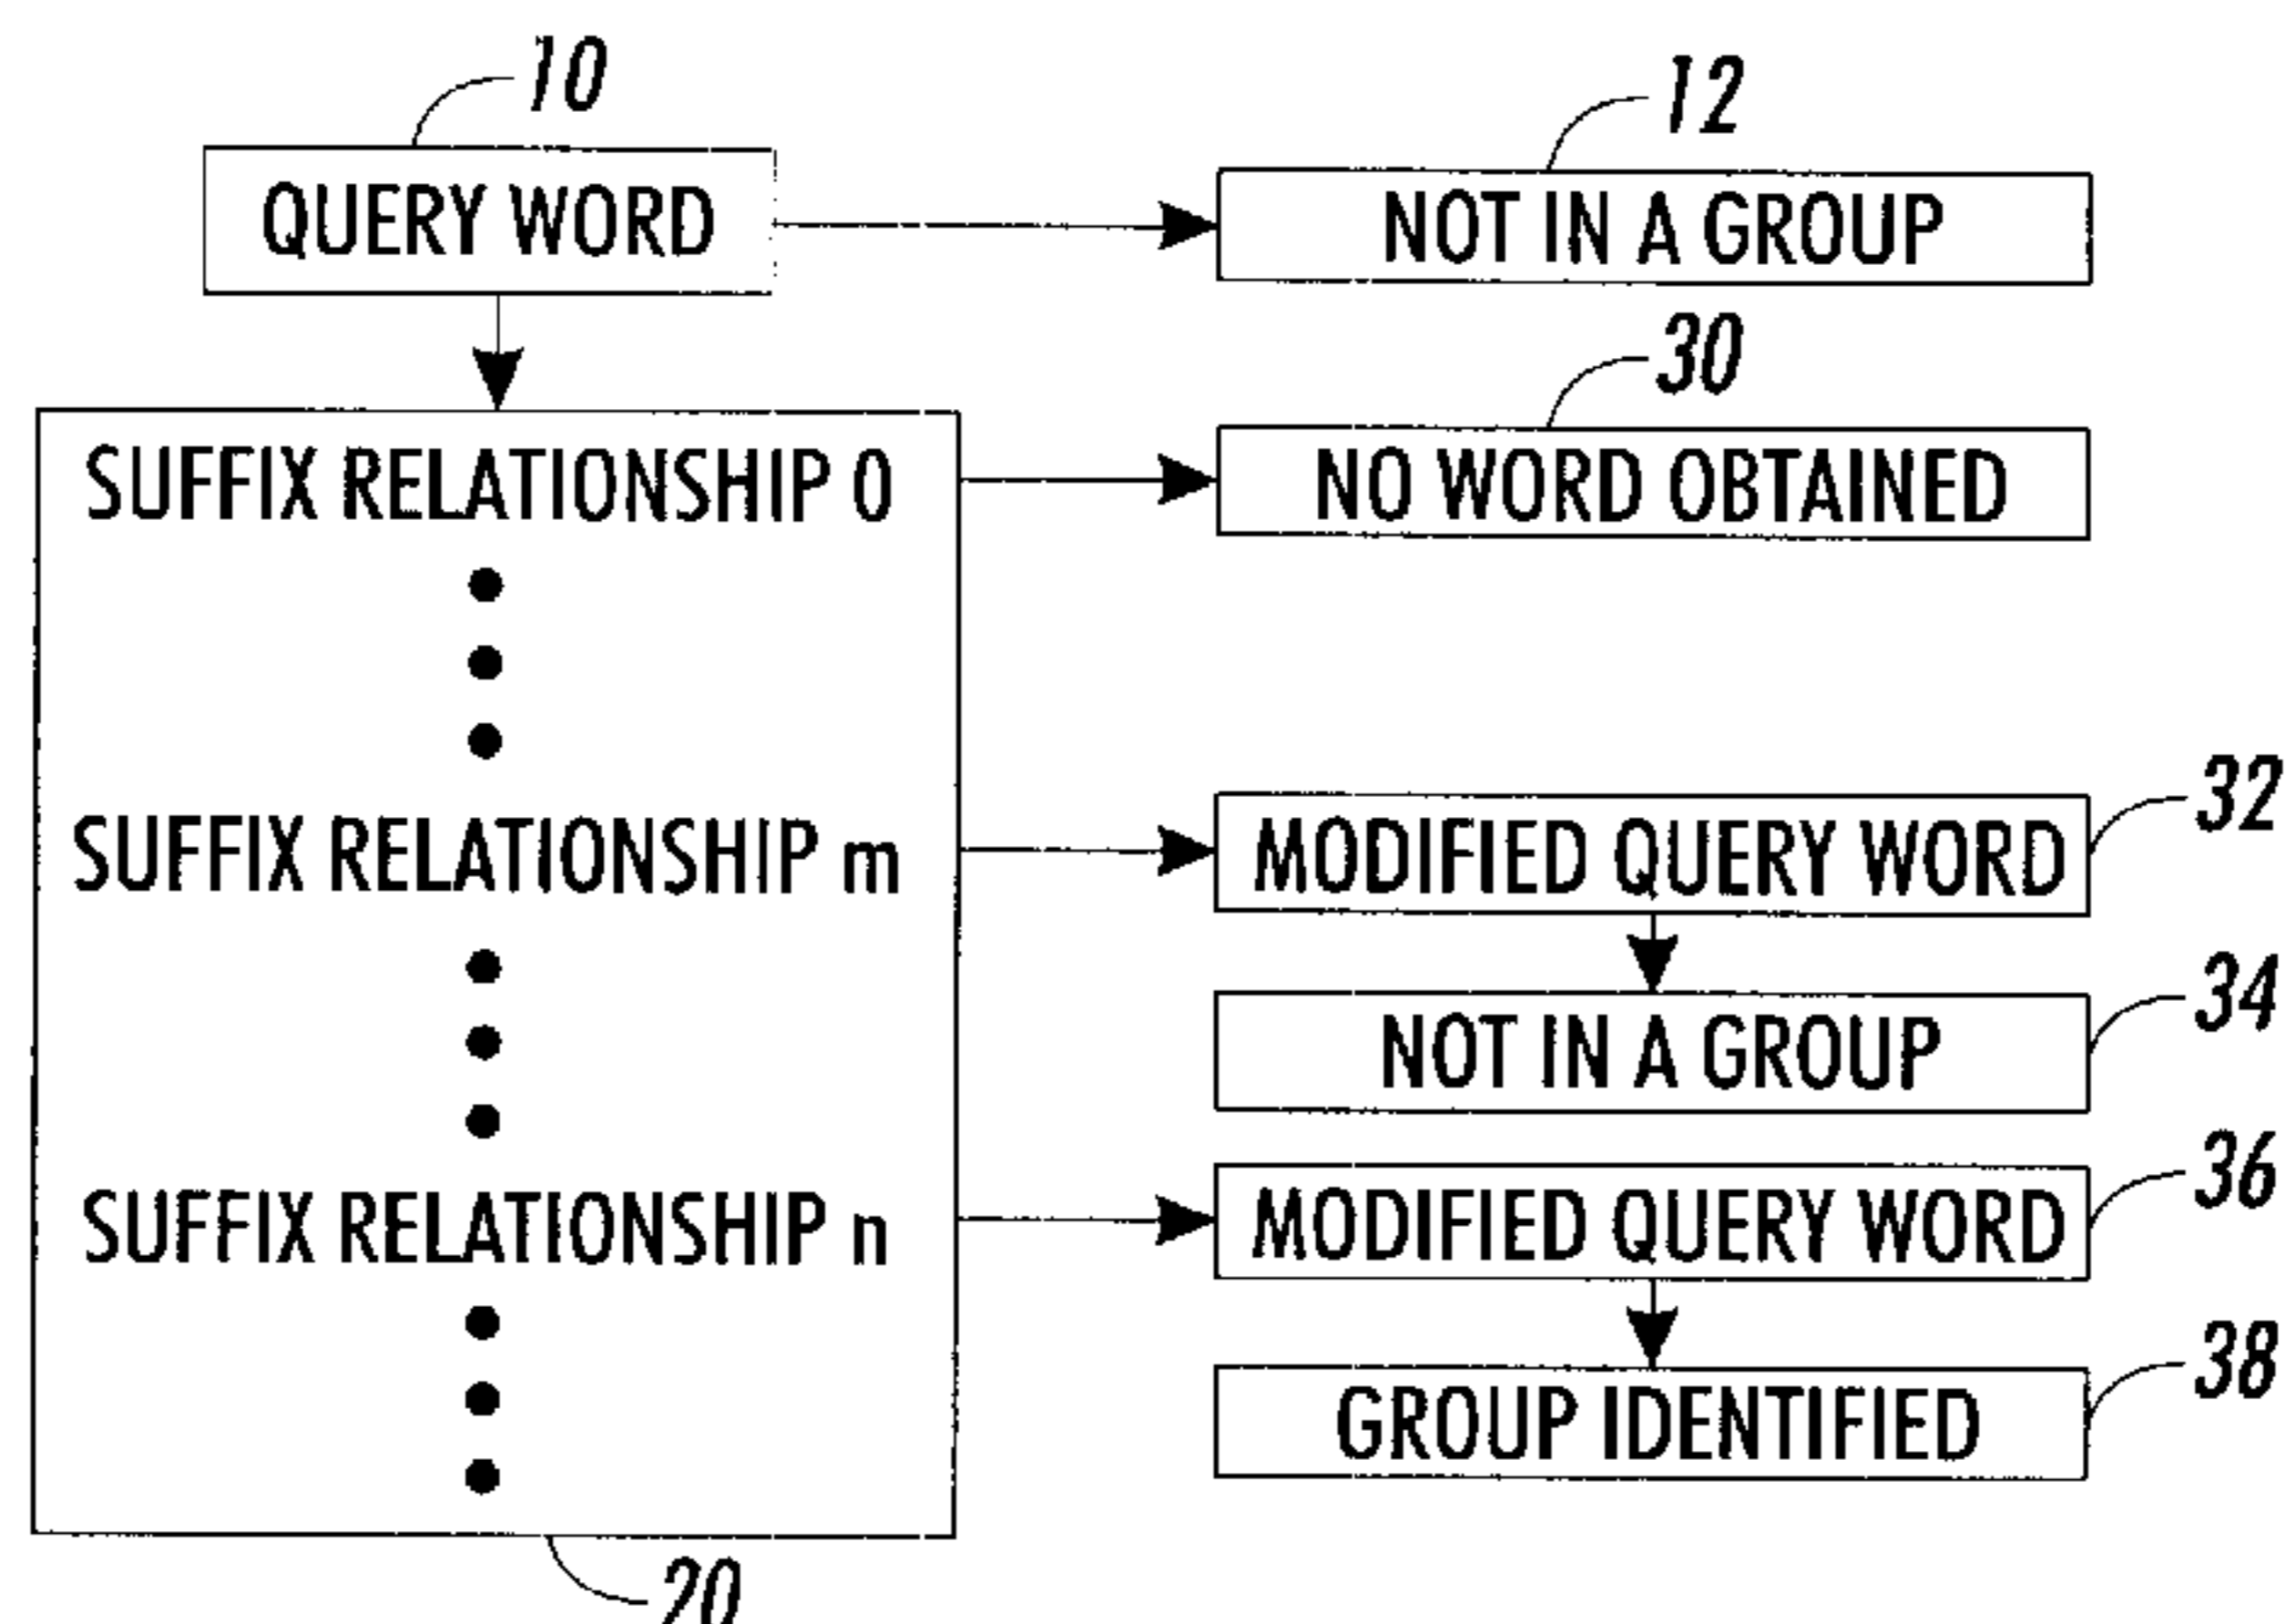 10
12
QUERY WORD
NOT IN A GROUP
30
SUFFIX RELATIONSHIP 0
NO WORD OBTAINED
32
SUFFIX RELATIONSHIP m
MODIFIED QUERY WORD
34
NOT IN A GROUP
36
SUFFIX RELATIONSHIP n
MODIFIED QUERY WORD
38
GROUP IDENTIFIED
20